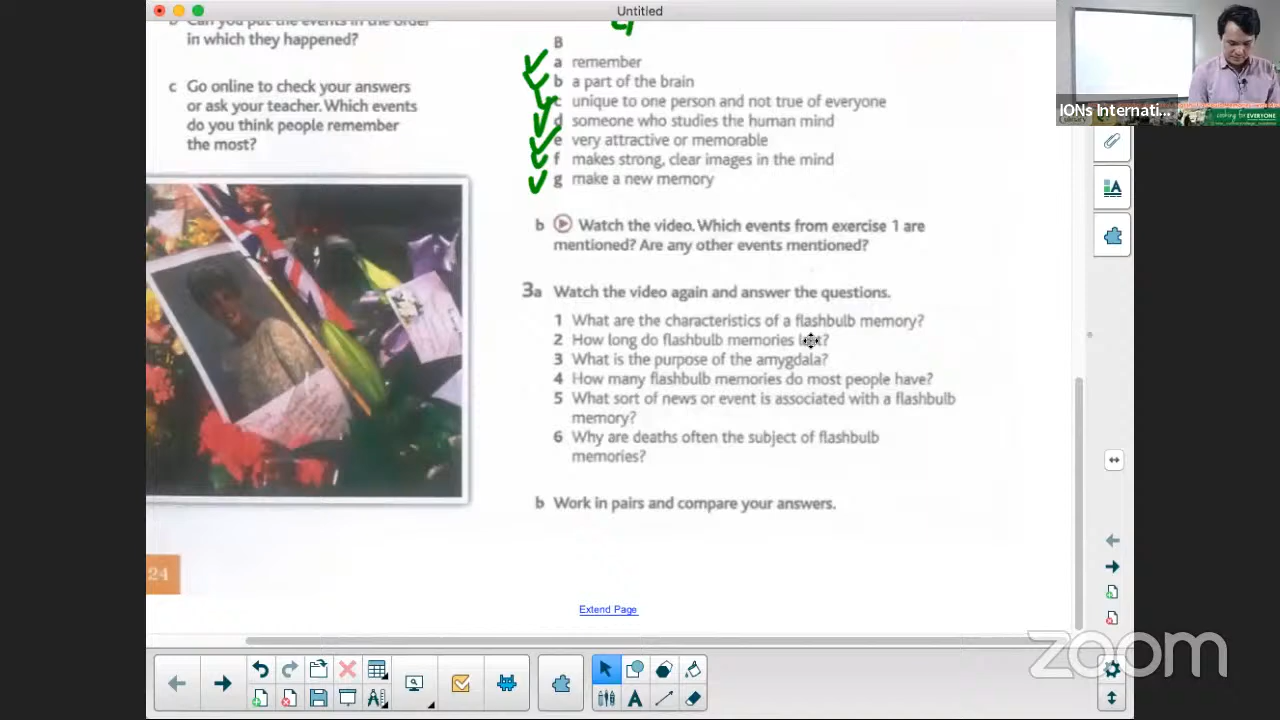 Untitled
b Can you put the events in the order
in which they happened?
c Go online to check your answers
or ask your teacher. Which events
do you think people remember
the most?
24
B
a remember
b a part of the brain
c unique to one person and not true of everyone
d someone who studies the human mind
e very attractive or memorable
f makes strong, clear images in the mind
g make a new memory
b Watch the video. Which events from exercise 1 are
mentioned? Are any other events mentioned?
3a Watch the video again and answer the questions.
1 What are the characteristics of a flashbulb memory?
2 How long do flashbulb memories last?
3 What is the purpose of the amygdala?
4 How many flashbulb memories do most people have?
5 What sort of news or event is associated with a flashbulb
memory?
6 Why are deaths often the subject of flashbulb
memories?
b Work in pairs and compare your answers.
Extend Page
IONs Internati...
looking for EVERYONE
zoom